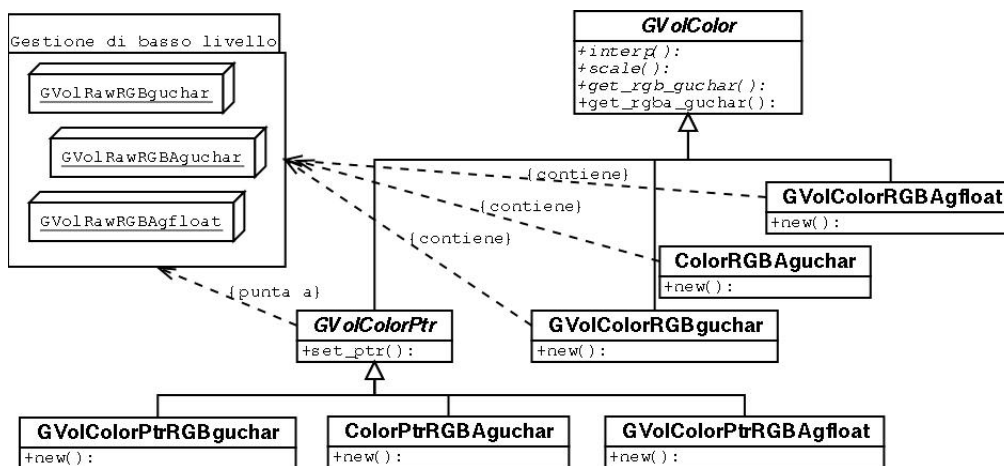 Gestione di basso livello
GVolRawRGBguchar
GVolRawRGBAguchar
GVolRawRGBAgfloat
GVolColor
+interp():
+scale():
+get_rgb_guchar():
+get_rgba_guchar():
{contiene}
{contiene}
{contiene}
{punta a}
GVolColorRGBAgfloat
+new():
ColorRGBAguchar
+new():
GVolColorPtr
+set_ptr():
GVolColorRGBguchar
+new():
GVolColorPtrRGBguchar
+new():
ColorPtrRGBAguchar
+new():
GVolColorPtrRGBAgfloat
+new():